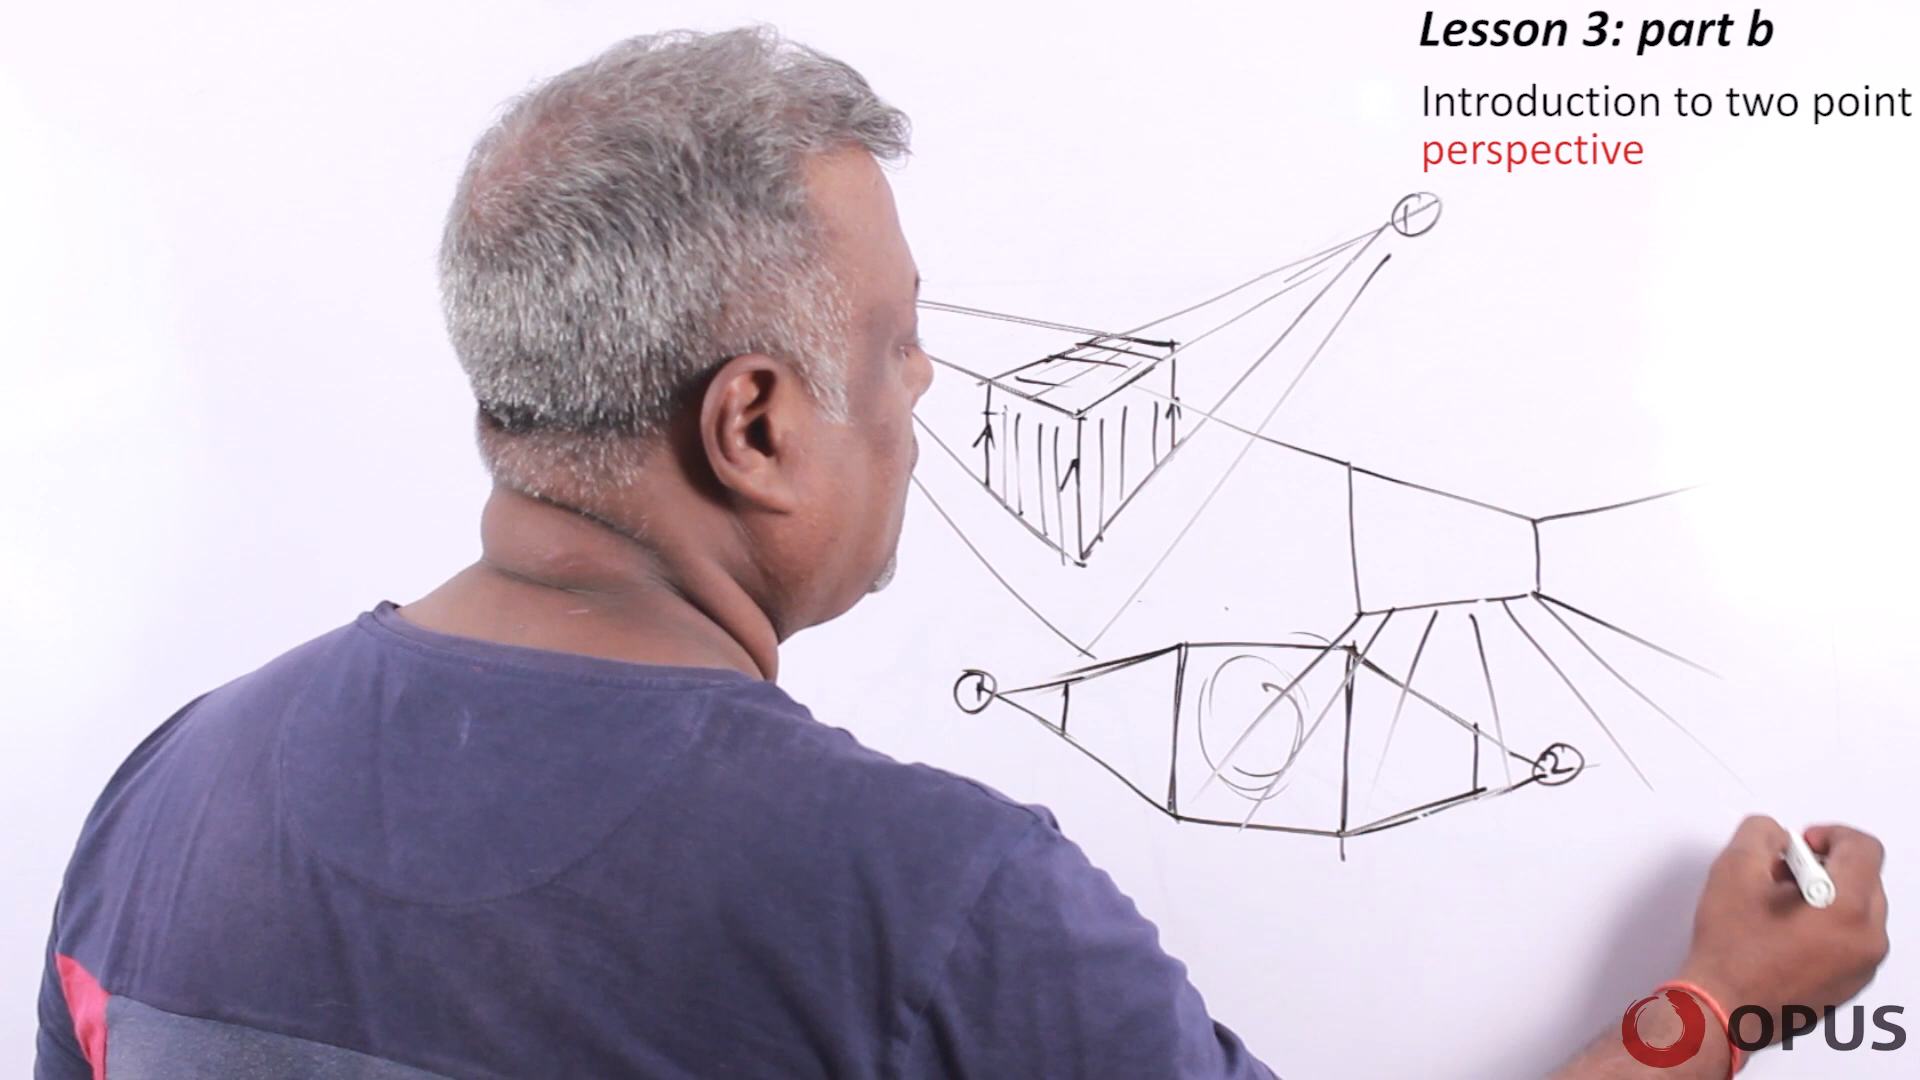 Lesson 3: part b
Introduction to two point
perspective
1
1
2
OPUS